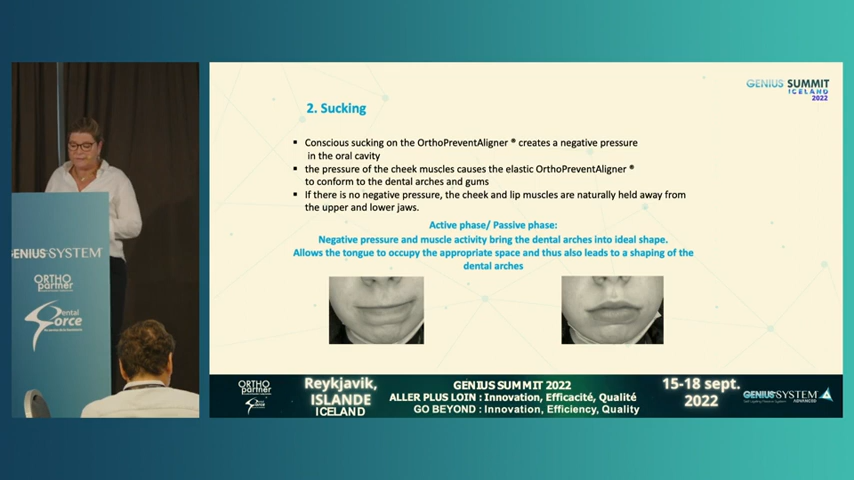 GENIUS SUMMIT
ICELAND
2022
2. Sucking
▪ Conscious sucking on the OrthoPreventAligner ® creates a negative pressure
in the oral cavity
▪ the pressure of the cheek muscles causes the elastic OrthoPreventAligner ®
to conform to the dental arches and gums
▪ If there is no negative pressure, the cheek and lip muscles are naturally held away from
the upper and lower jaws.
Active phase/ Passive phase:
Negative pressure and muscle activity bring the dental arches into ideal shape.
Allows the tongue to occupy the appropriate space and thus also leads to a shaping of the
dental arches
GENIUS SYSTEM
ORTHO
partner
Dental
force
ORTHO
partner
Reykjavik,
ISLANDE
ICELAND
GENIUS SUMMIT 2022
ALLER PLUS LOIN : Innovation, Efficacité, Qualité
GO BEYOND : Innovation, Efficiency, Quality
15-18 sept.
2022
GENIUS SYSTEM
ADVANCED